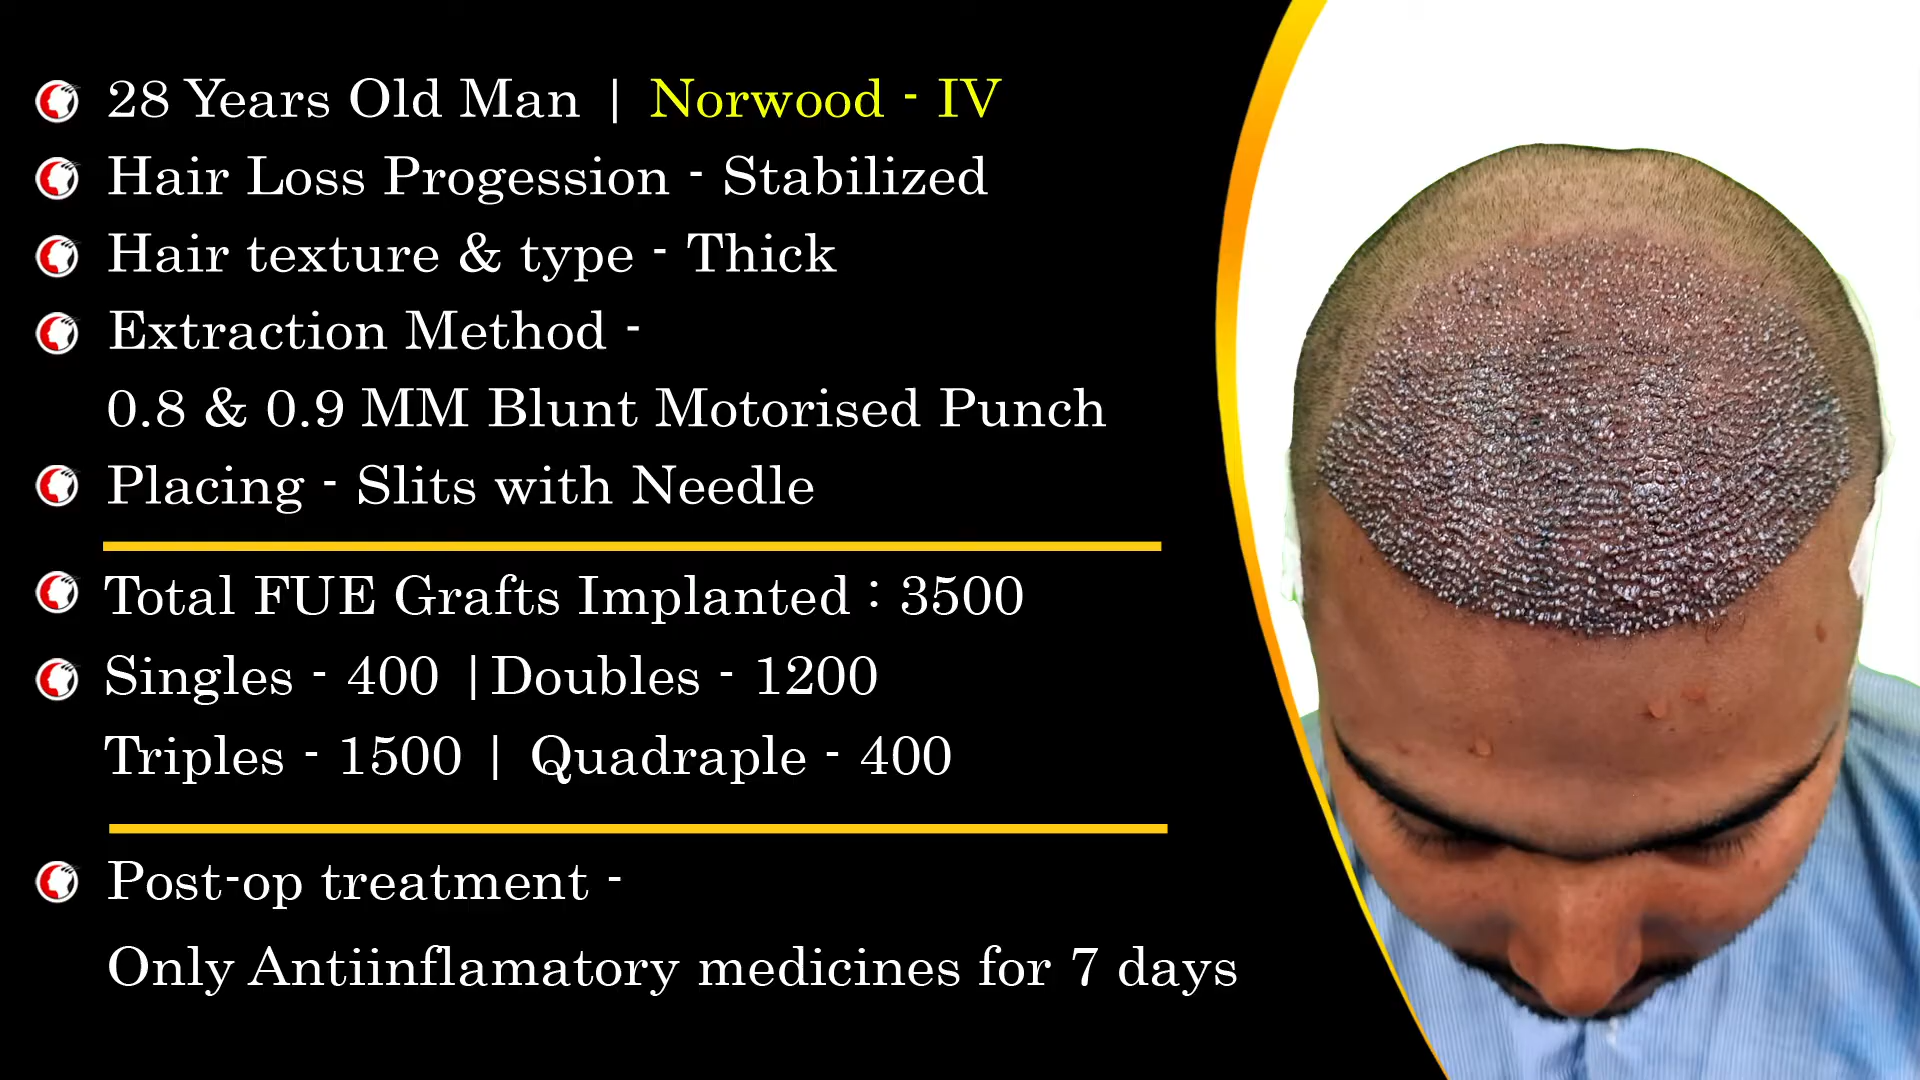 28 Years Old Man | Norwood - IV
Hair Loss Progession - Stabilized
Hair texture & type - Thick
Extraction Method -
0.8 & 0.9 MM Blunt Motorised Punch
Placing - Slits with Needle
Total FUE Grafts Implanted : 3500
Singles - 400 |Doubles - 1200
Triples - 1500 | Quadraple - 400
Post-op treatment -
Only Antiinflamatory medicines for 7 days